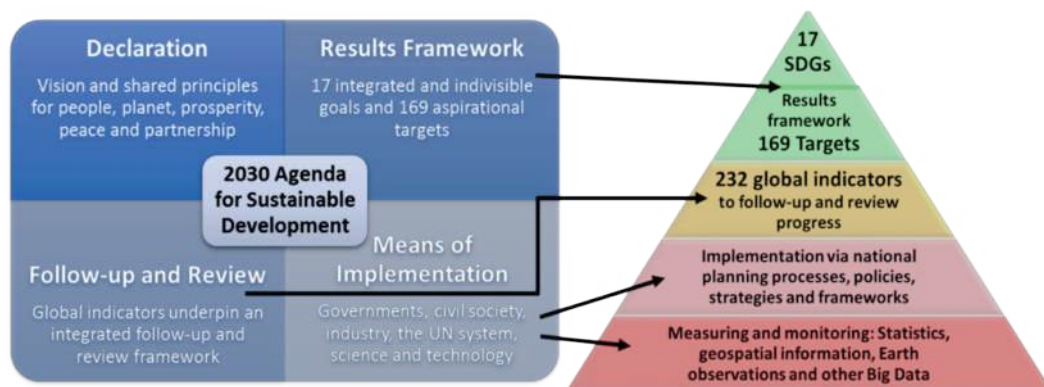 Declaration
Vision and shared principles
for people, planet, prosperity,
peace and partnership
Results Framework
17 integrated and indivisible
goals and 169 aspirational
targets
2030 Agenda
for Sustainable
Development
Follow-up and Review
Global indicators underpin an
integrated follow-up and
review framework
Means of
Implementation
Governments, civil society,
industry, the UN system,
science and technology
17
SDGs
Results
framework
169 Targets
232 global indicators
to follow-up and review
progress
Implementation via national
planning processes, policies,
strategies and frameworks
Measuring and monitoring: Statistics,
geospatial information, Earth
observations and other Big Data